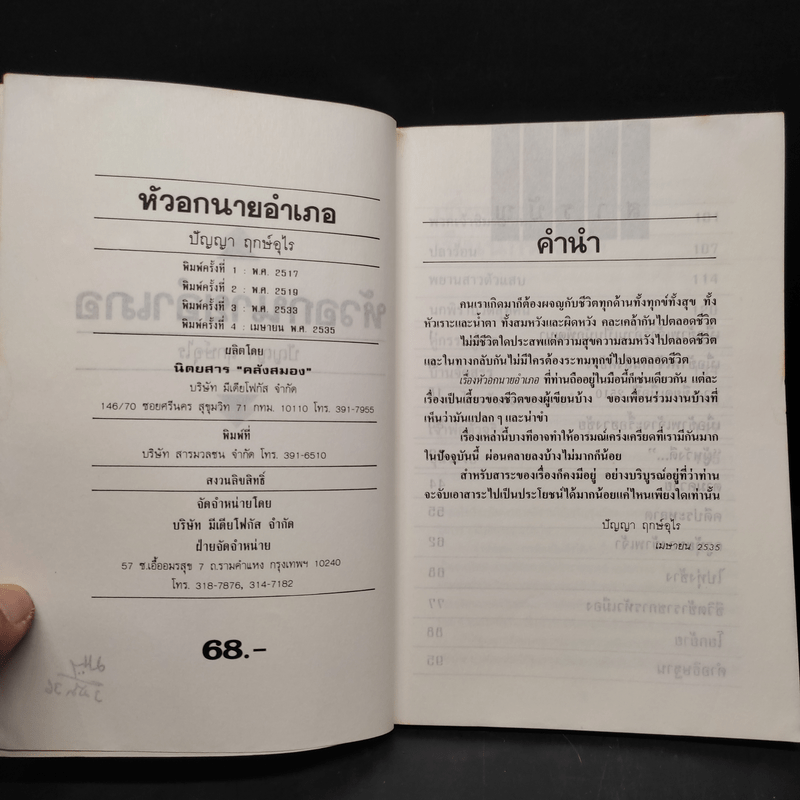 หัวอกนายอำเภอ
ปัญญา ฤกษ์อุไร
พิมพ์ครั้งที่ 1 : พ.ศ. 2517
พิมพ์ครั้งที่ 2 : พ.ศ. 2519
พิมพ์ครั้งที่ 3 : พ.ศ. 2533
พิมพ์ครั้งที่ 4 : เมษายน พ.ศ. 2535
ผลิตโดย
นิตยสาร "คลังสมอง"
บริษัท มีเดียโฟกัส จำกัด
146/70 ซอยศรีนคร สุขุมวิท 71 กทม. 10110 โทร. 391-7955
พิมพ์ที่
บริษัท สารมวลชน จำกัด โทร. 391-6510
สงวนลิขสิทธิ์
จัดจำหน่ายโดย
บริษัท มีเดียโฟกัส จำกัด
ฝ่ายจัดจำหน่าย
57 ซ.เอื้ออมรสุข 7 ถ.รามคำแหง กรุงเทพฯ 10240
โทร. 318-7876, 314-7182
68.-
คำนำ
คนเราเกิดมาก็ต้องผจญกับชีวิตทุกด้านทั้งทุกข์ทั้งสุข ทั้ง
หัวเราะและน้ำตา ทั้งสมหวังและผิดหวัง คละเคล้ากันไปตลอดชีวิต
ไม่มีชีวิตใดประสพแต่ความสุขความสมหวังไปตลอดชีวิต
และในทางกลับกันไม่มีใครต้องระทมทุกข์ไปจนตลอดชีวิต
เรื่องหัวอกนายอำเภอ ที่ท่านถืออยู่ในมือนี้ก็เช่นเดียวกัน แต่ละ
เรื่องเป็นเสี้ยวของชีวิตของผู้เขียนบ้าง ของเพื่อนร่วมงานบ้างที่
เห็นว่ามันแปลก ๆ และน่าขำ
เรื่องเหล่านี้บางทีอาจทำให้อารมณ์เคร่งเครียดที่เรามีกันมาก
ในปัจจุบันนี้ ผ่อนคลายลงบ้างไม่มากก็น้อย
สำหรับสาระของเรื่องก็คงมีอยู่ อย่างบริบูรณ์อยู่ที่ว่าท่าน
จะจับเอาสาระไปเป็นประโยชน์ได้มากน้อยแค่ไหนเพียงใดเท่านั้น
ปัญญา ฤกษ์อุไร
เมษายน 2535